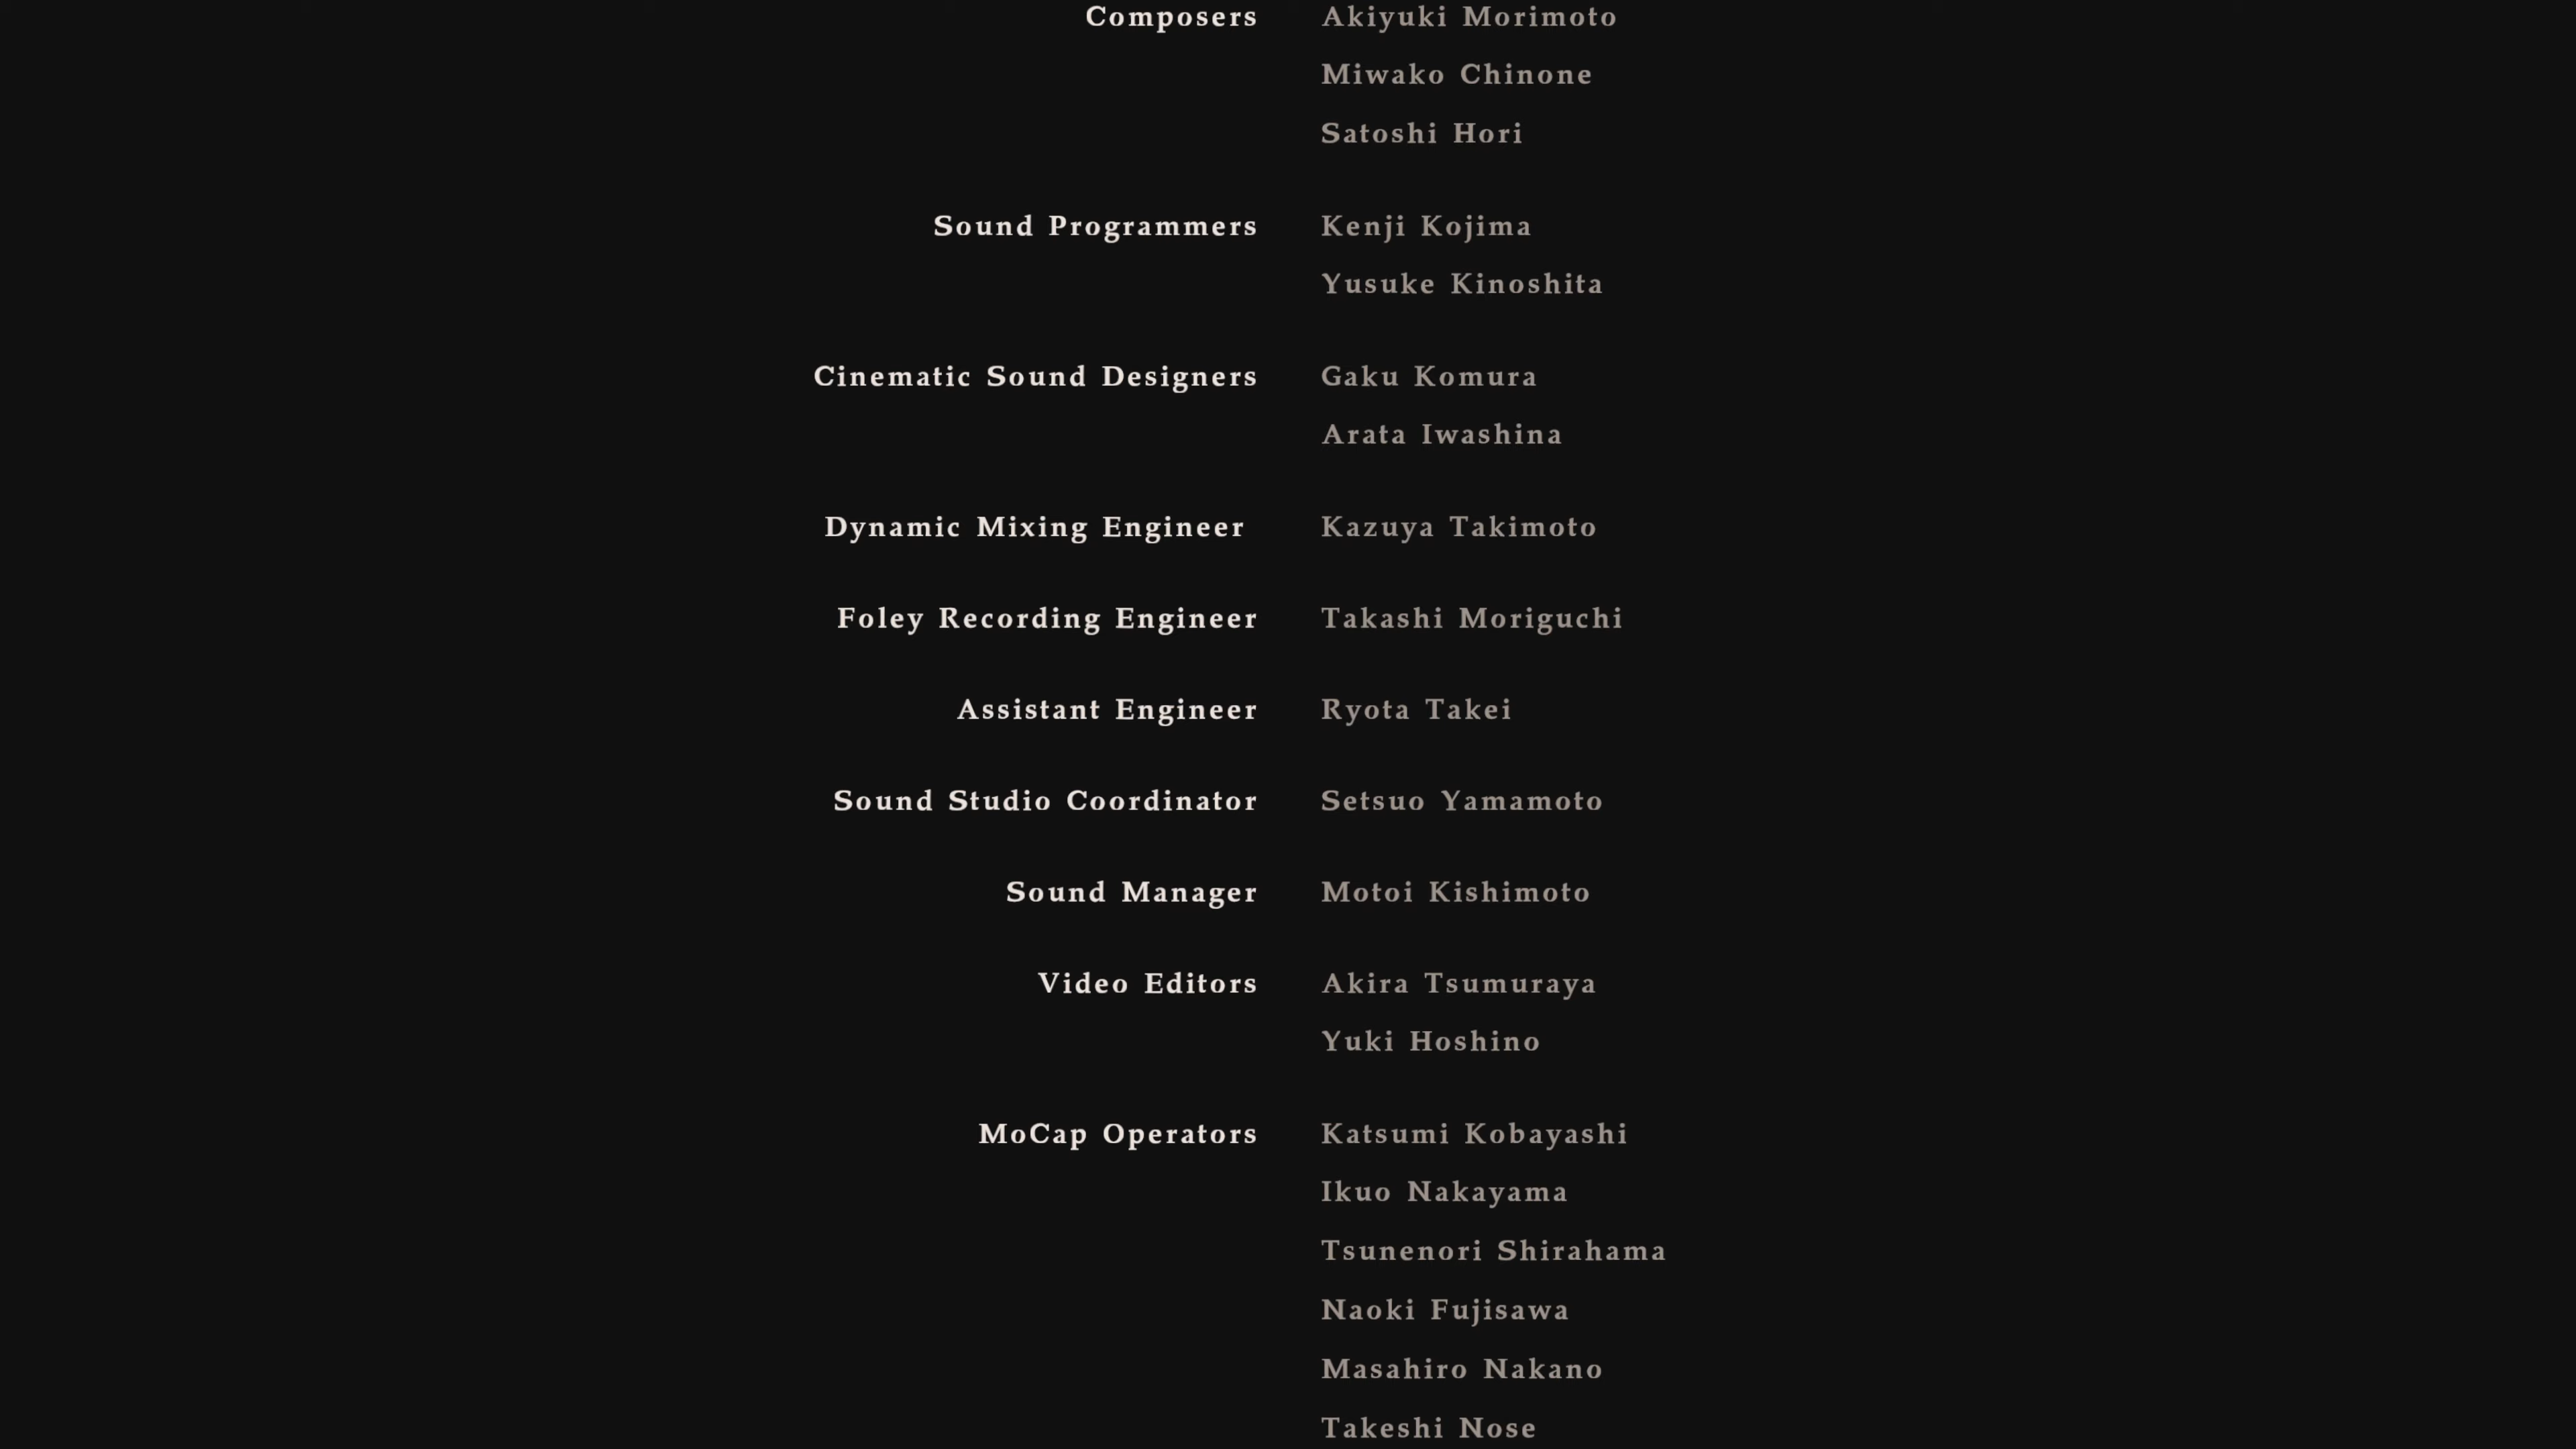 Composers Akiyuki Morimoto
Miwako Chinone
Satoshi Hori
Sound Programmers Kenji Kojima
Yusuke Kinoshita
Cinematic Sound Designers Gaku Komura
Arata Iwashina
Dynamic Mixing Engineer Kazuya Takimoto
Foley Recording Engineer Takashi Moriguchi
Assistant Engineer Ryota Takei
Sound Studio Coordinator Setsuo Yamamoto
Sound Manager Motoi Kishimoto
Video Editors Akira Tsumuraya
Yuki Hoshino
MoCap Operators Katsumi Kobayashi
Ikuo Nakayama
Tsunenori Shirahama
Naoki Fujisawa
Masahiro Nakano
Takeshi Nose